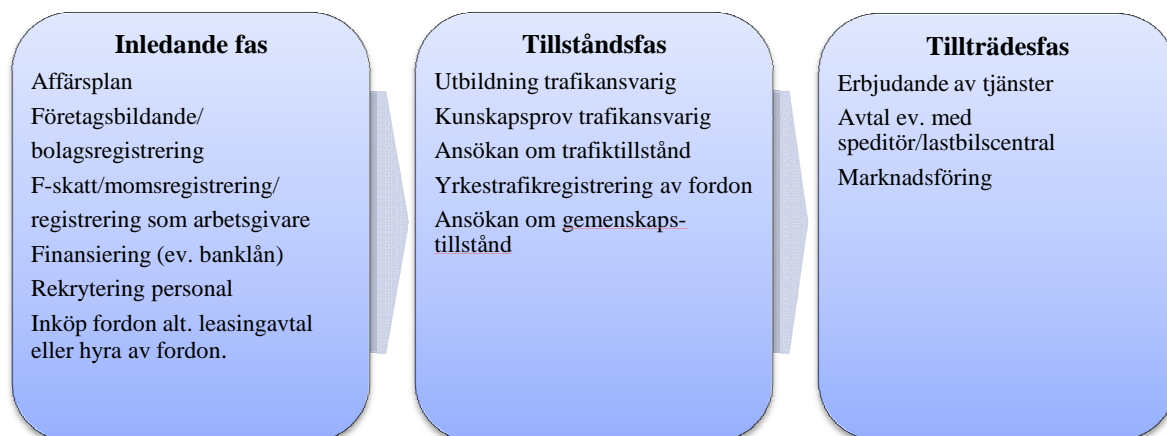 Inledande fas
Affärsplan
Företagsbildande/
bolagsregistrering
F-skatt/momsregistrering/
registrering som arbetsgivare
Finansiering (ev. banklån)
Rekrytering personal
Inköp fordon alt. leasingavtal
eller hyra av fordon.
Tillståndsfas
Utbildning trafikansvarig
Kunskapsprov trafikansvarig
Ansökan om trafiktillstånd
Yrkestrafikregistrering av fordon
Ansökan om gemenskaps-
tillstånd
Tillträdesfas
Erbjudande av tjänster
Avtal ev. med
speditör/lastbilscentral
Marknadsföring